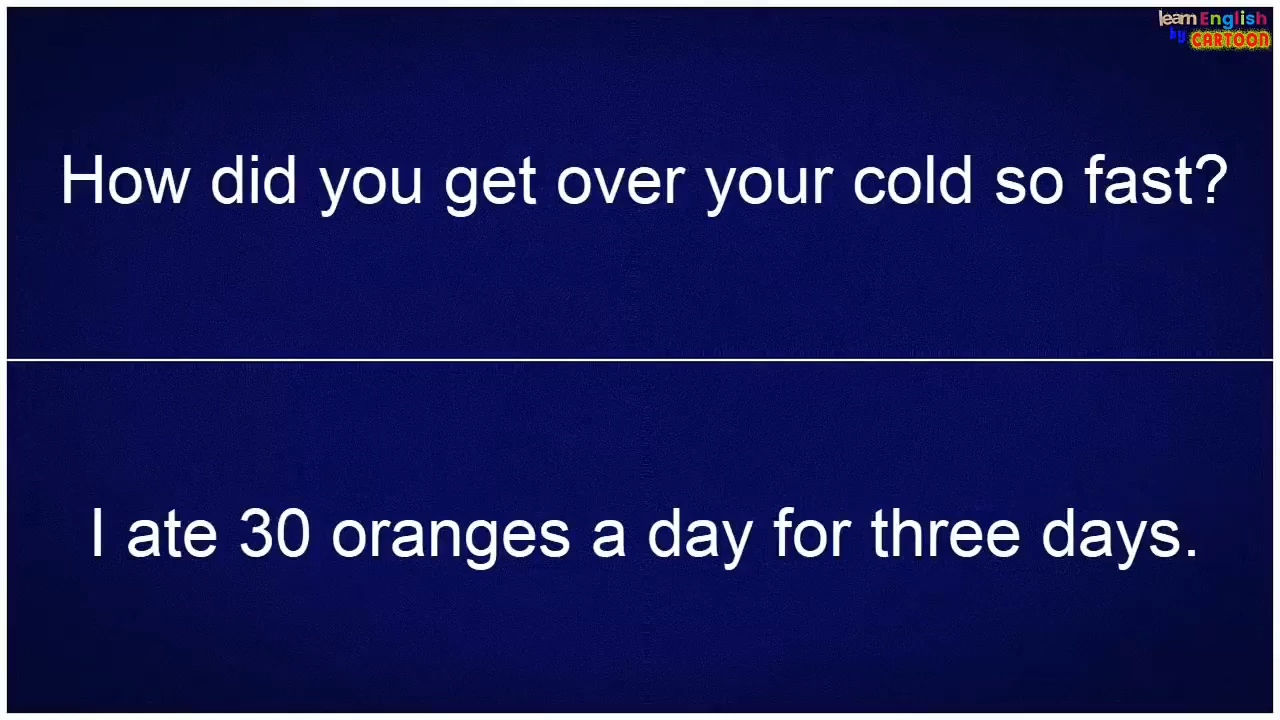 learn English
by CARTOON
How did you get over your cold so fast?
I ate 30 oranges a day for three days.